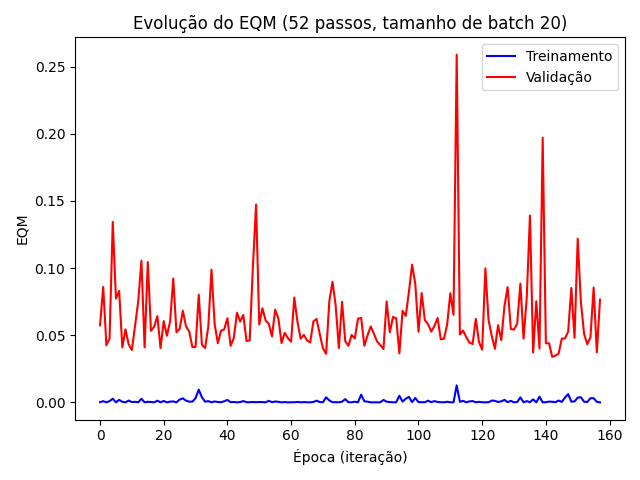 Evolução do EQM (52 passos, tamanho de batch 20)
Treinamento
Validação
EQM
0.25
0.20
0.15
0.10
0.05
0.00
0 20 40 60 80 100 120 140 160
Época (iteração)